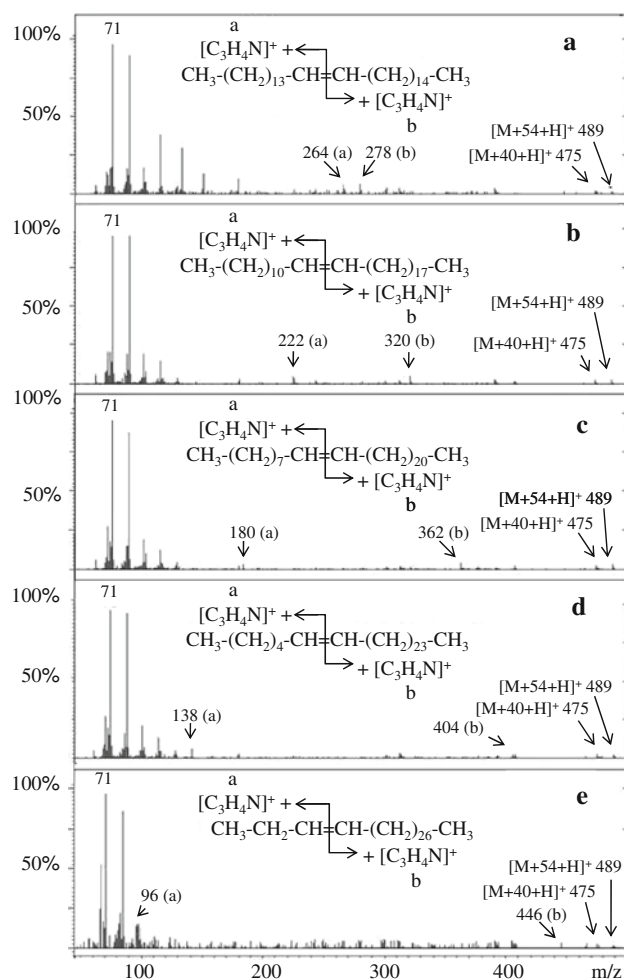 71
a
100%
a
[C₃H₄N]⁺ +
CH₃-(CH₂)₁₃-CH=CH-(CH₂)₁₄-CH₃
50%
+ [C₃H₄N]⁺
b
[M+54+H]⁺ 489
264 (a)
278 (b)
[M+40+H]⁺ 475
71
a
100%
b
[C₃H₄N]⁺ +
CH₃-(CH₂)₁₀-CH=CH-(CH₂)₁₇-CH₃
50%
+ [C₃H₄N]⁺
b
[M+54+H]⁺ 489
222 (a)
320 (b)
[M+40+H]⁺ 475
71
a
100%
c
[C₃H₄N]⁺ +
CH₃-(CH₂)₇-CH=CH-(CH₂)₂₀-CH₃
50%
+ [C₃H₄N]⁺
b
[M+54+H]⁺ 489
[M+40+H]⁺ 475
180 (a)
362 (b)
71
a
100%
d
[C₃H₄N]⁺ +
CH₃-(CH₂)₄-CH=CH-(CH₂)₂₃-CH₃
50%
+ [C₃H₄N]⁺
b
[M+54+H]⁺ 489
[M+40+H]⁺ 475
138 (a)
404 (b)
71
a
100%
e
[C₃H₄N]⁺ +
CH₃-CH₂-CH=CH-(CH₂)₂₆-CH₃
50%
+ [C₃H₄N]⁺
b
[M+54+H]⁺ 489
[M+40+H]⁺ 475
96 (a)
446 (b)
100
200
300
400
m/z